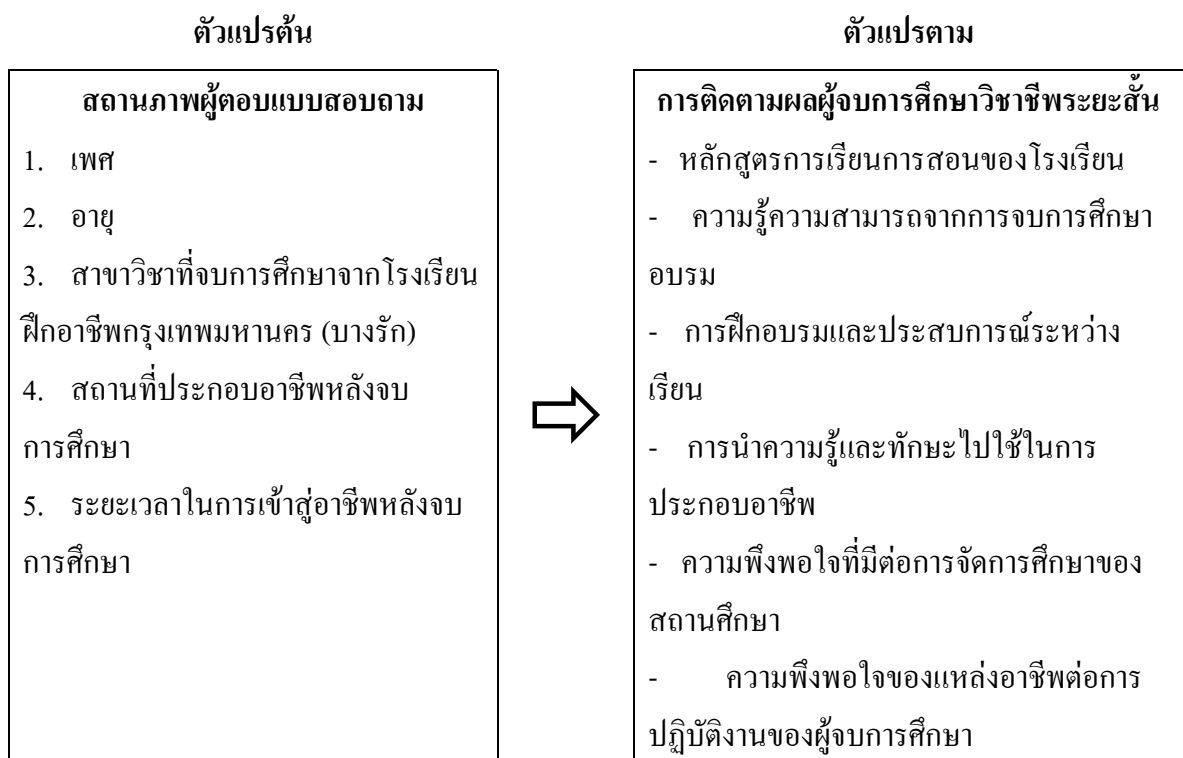 ตัวแปรต้น
สถานภาพผู้ตอบแบบสอบถาม
1. เพศ
2. อายุ
3. สาขาวิชาที่จบการศึกษาจากโรงเรียน
ฝึกอาชีพกรุงเทพมหานคร (บางรัก)
4. สถานที่ประกอบอาชีพหลังจบ
การศึกษา
5. ระยะเวลาในการเข้าสู่อาชีพหลังจบ
การศึกษา
ตัวแปรตาม
การติดตามผลผู้จบการศึกษาวิชาชีพระยะสั้น
- หลักสูตรการเรียนการสอนของโรงเรียน
- ความรู้ความสามารถจากการจบการศึกษา
อบรม
- การฝึกอบรมและประสบการณ์ระหว่าง
เรียน
- การนำความรู้และทักษะไปใช้ในการ
ประกอบอาชีพ
- ความพึงพอใจที่มีต่อการจัดการศึกษาของ
สถานศึกษา
- ความพึงพอใจของแหล่งอาชีพต่อการ
ปฏิบัติงานของผู้จบการศึกษา